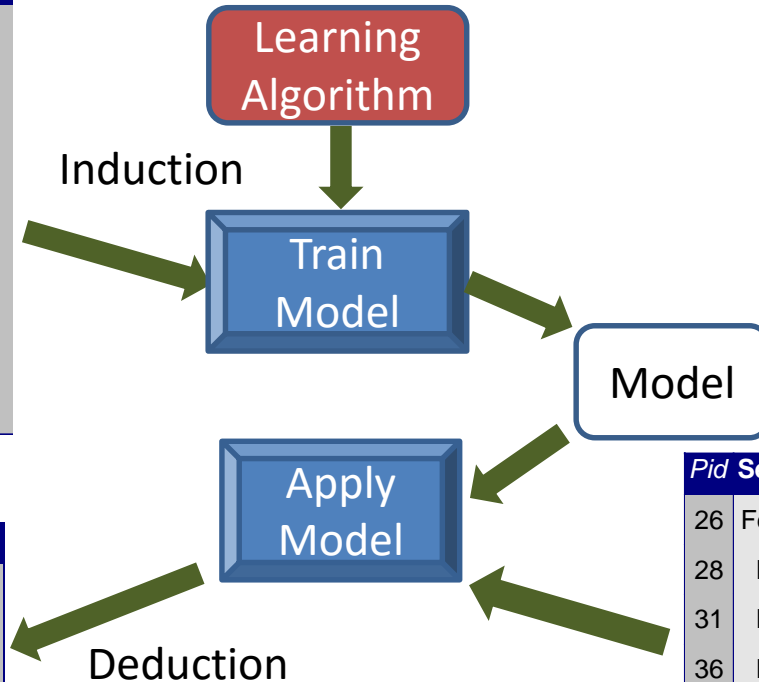 Learning
Algorithm
Induction
Train
Model
Model
Apply
Model
Pid
26
28
31
36
Deduction